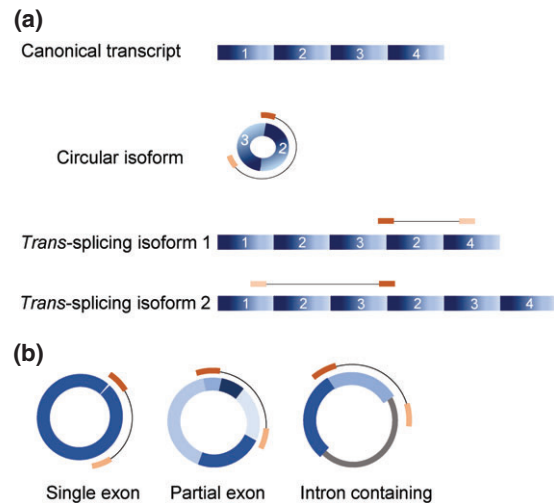 (a)
Canonical transcript 1 2 3 4
Circular isoform 3 2
Trans-splicing isoform 1 1 2 3 2 4
Trans-splicing isoform 2 1 2 3 2 3 4
(b)
Single exon Partial exon Intron containing